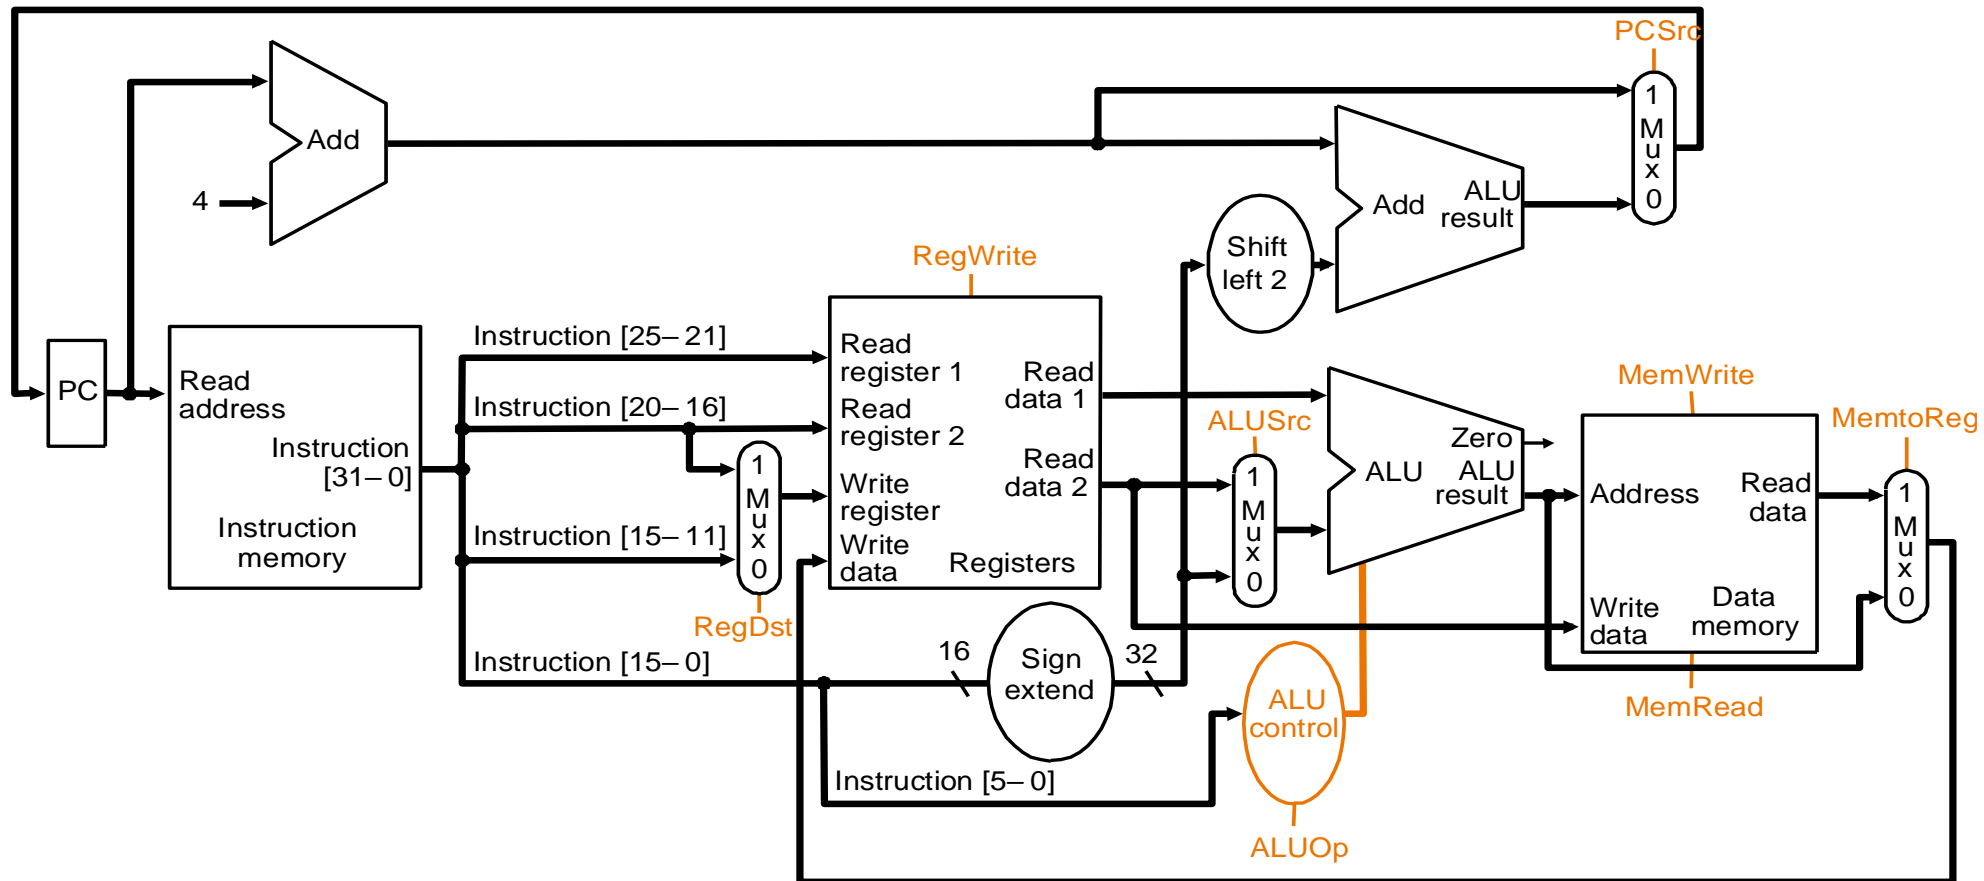 PCSrc
1
M
u
x
0
Add
4
Add
ALU
result
Shift
left 2
RegWrite
PC
Read
address
Instruction
[31– 0]
Instruction
memory
Instruction [25– 21]
Instruction [20– 16]
Instruction [15– 11]
Instruction [15– 0]
1
M
u
x
0
RegDst
Read
register 1
Read
register 2
Write
register
Write
data
Read
data 1
Read
data 2
Registers
16
Sign
extend
32
Instruction [5– 0]
ALUSrc
1
M
u
x
0
ALU
Zero
ALU
result
ALU
control
ALUOp
MemWrite
Address
Read
data
Write
data
Data
memory
MemRead
MemtoReg
1
M
u
x
0